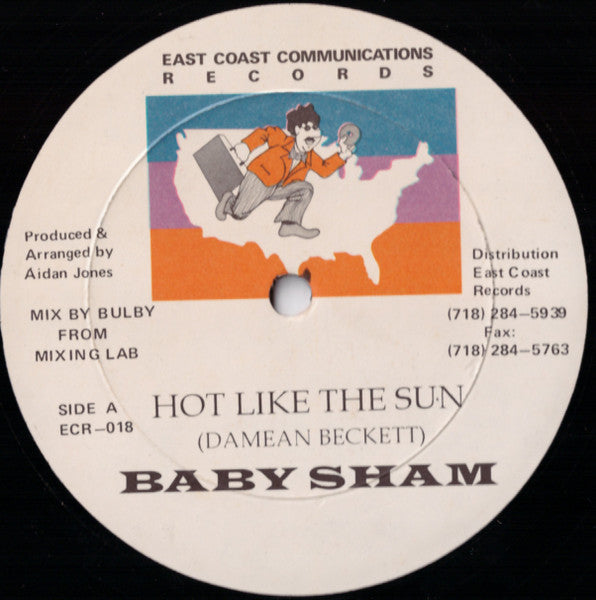 EAST COAST COMMUNICATIONS
RECORDS
Produced &
Arranged by
Aidan Jones
MIX BY BULBY
FROM
MIXING LAB
Distribution
East Coast
Records
(718) 284-5939
Fax:
(718) 284-5763
SIDE A
ECR-018
HOT LIKE THE SUN
(DAMEAN BECKETT)
BABY SHAM